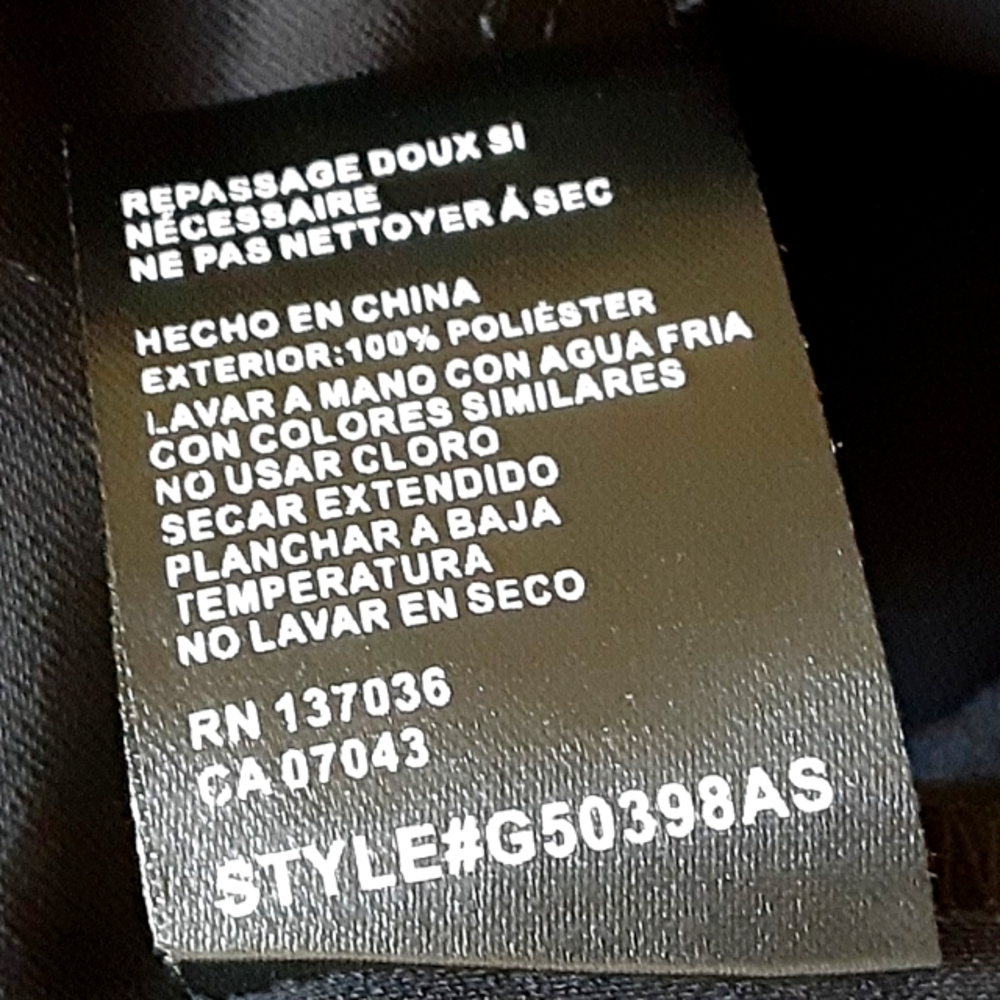 REPASSAGE DOUX SI
NÉCESSAIRE
NE PAS NETTOYER Á SEC
HECHO EN CHINA
EXTERIOR:100% POLIÉSTER
LAVAR A MANO CON AGUA FRIA
CON COLORES SIMILARES
NO USAR CLORO
SECAR EXTENDIDO
PLANCHAR A BAJA
TEMPERATURA
NO LAVAR EN SECO
RN 137036
CA 07043
STYLE#G50398AS